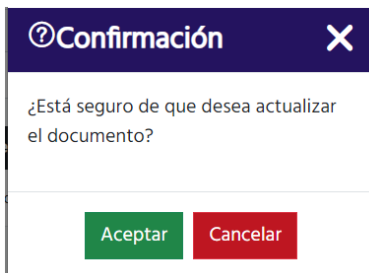 Confirmación
¿Está seguro de que desea actualizar
el documento?
Aceptar
Cancelar